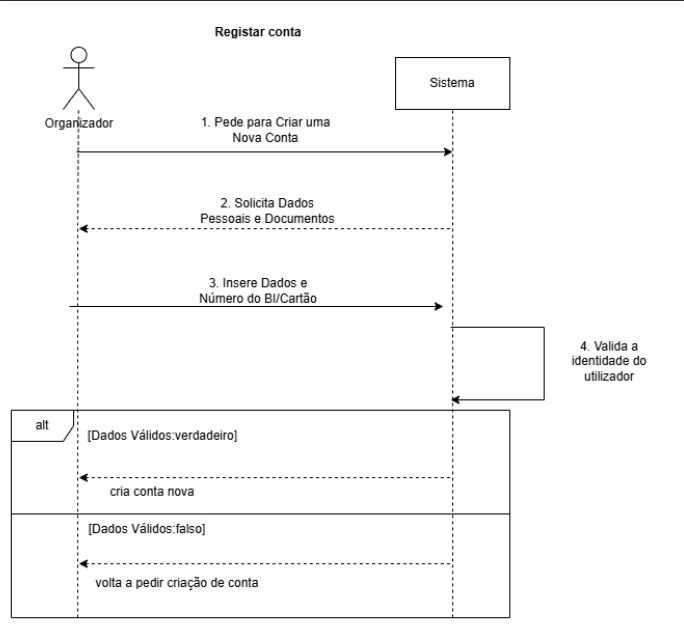 Registar conta
Sistema
Organizador
1. Pede para Criar uma
Nova Conta
2. Solicita Dados
Pessoais e Documentos
3. Insere Dados e
Número do BI/Cartão
4. Valida a
identidade do
utilizador
alt
[Dados Válidos:verdadeiro]
cria conta nova
[Dados Válidos:falso]
volta a pedir criação de conta